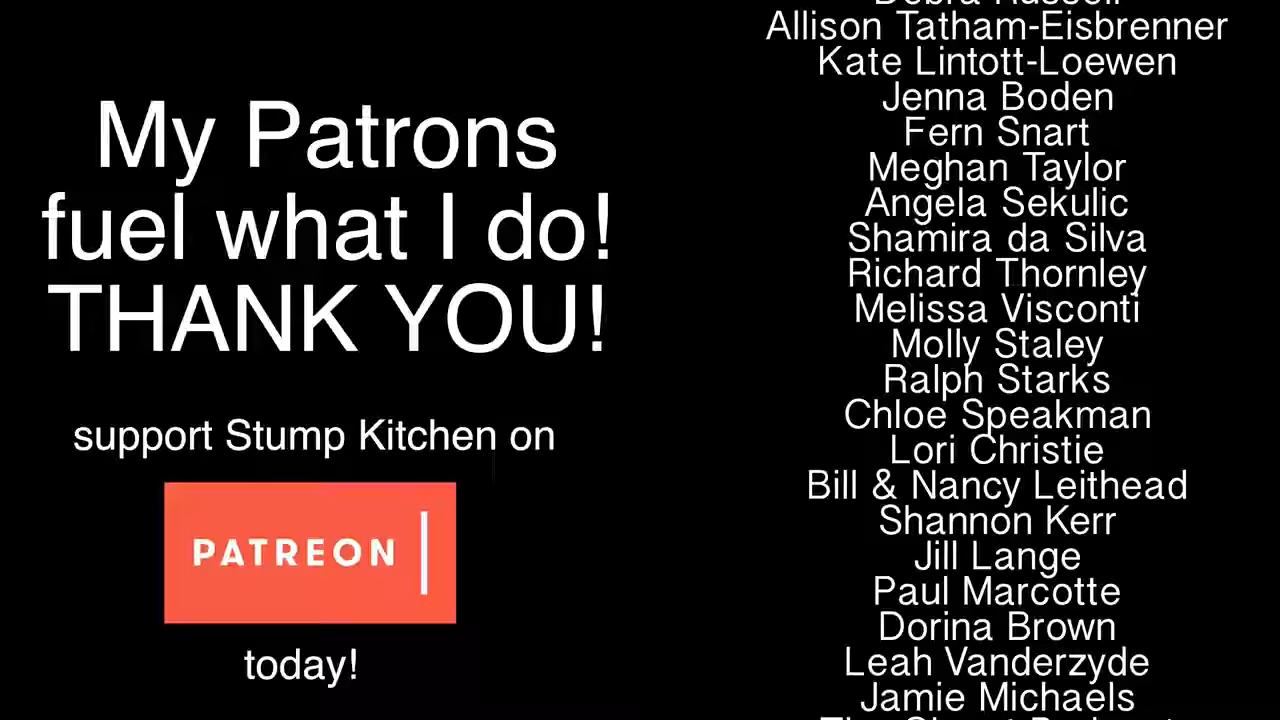 My Patrons
fuel what I do!
THANK YOU!
support Stump Kitchen on
PATREON
today!
Allison Tatham-Eisbrenner
Kate Lintott-Loewen
Jenna Boden
Fern Snart
Meghan Taylor
Angela Sekulic
Shamira da Silva
Richard Thornley
Melissa Visconti
Molly Staley
Ralph Starks
Chloe Speakman
Lori Christie
Bill & Nancy Leithead
Shannon Kerr
Jill Lange
Paul Marcotte
Dorina Brown
Leah Vanderzyde
Jamie Michaels